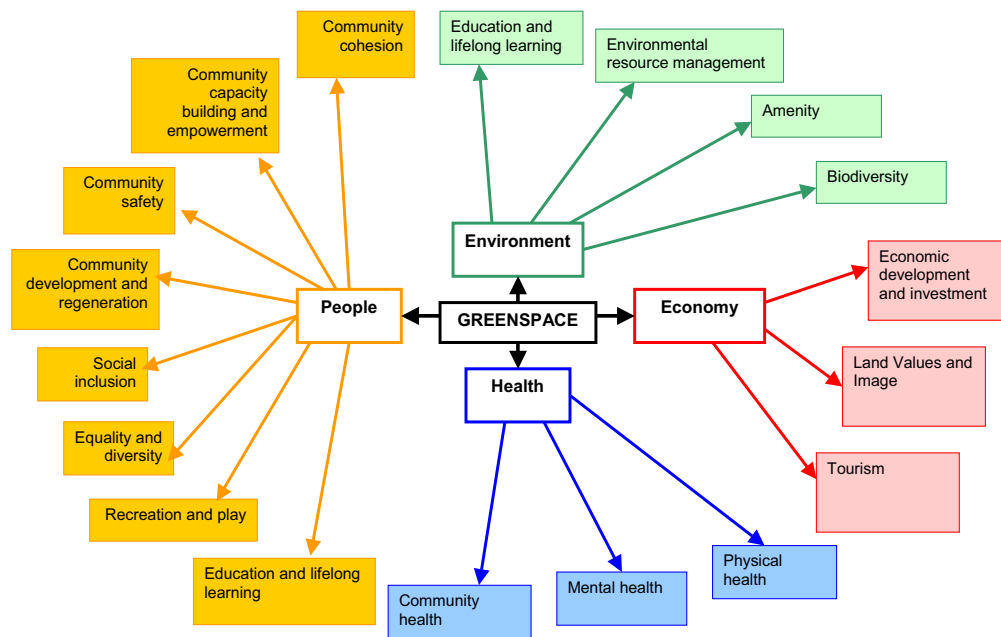 Community
cohesion
Education and
lifelong learning
Environmental
resource management
Community
capacity
building and
empowerment
Amenity
Biodiversity
Community
safety
Environment
Economic
development
and investment
Community
development and
regeneration
People
GREENSPACE
Economy
Social
inclusion
Health
Land Values and
Image
Equality and
diversity
Tourism
Recreation and play
Education and lifelong
learning
Community
health
Mental health
Physical
health